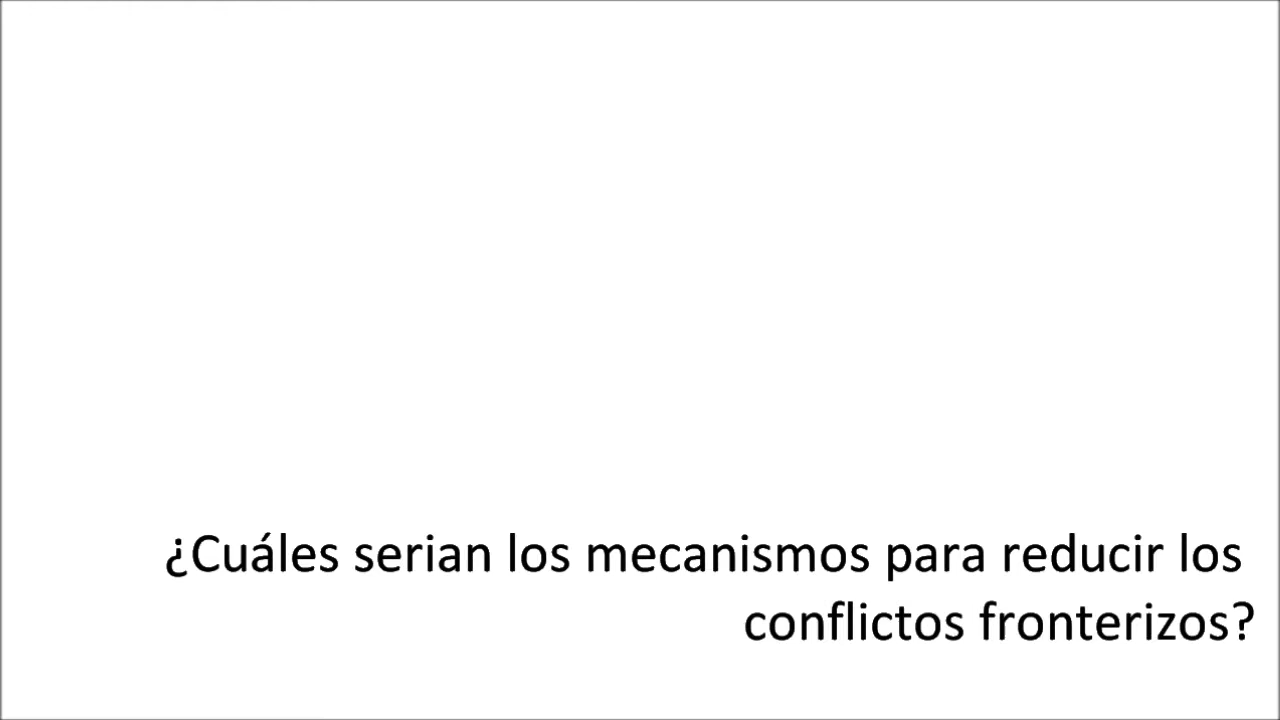 ¿Cuáles serian los mecanismos para reducir los
conflictos fronterizos?